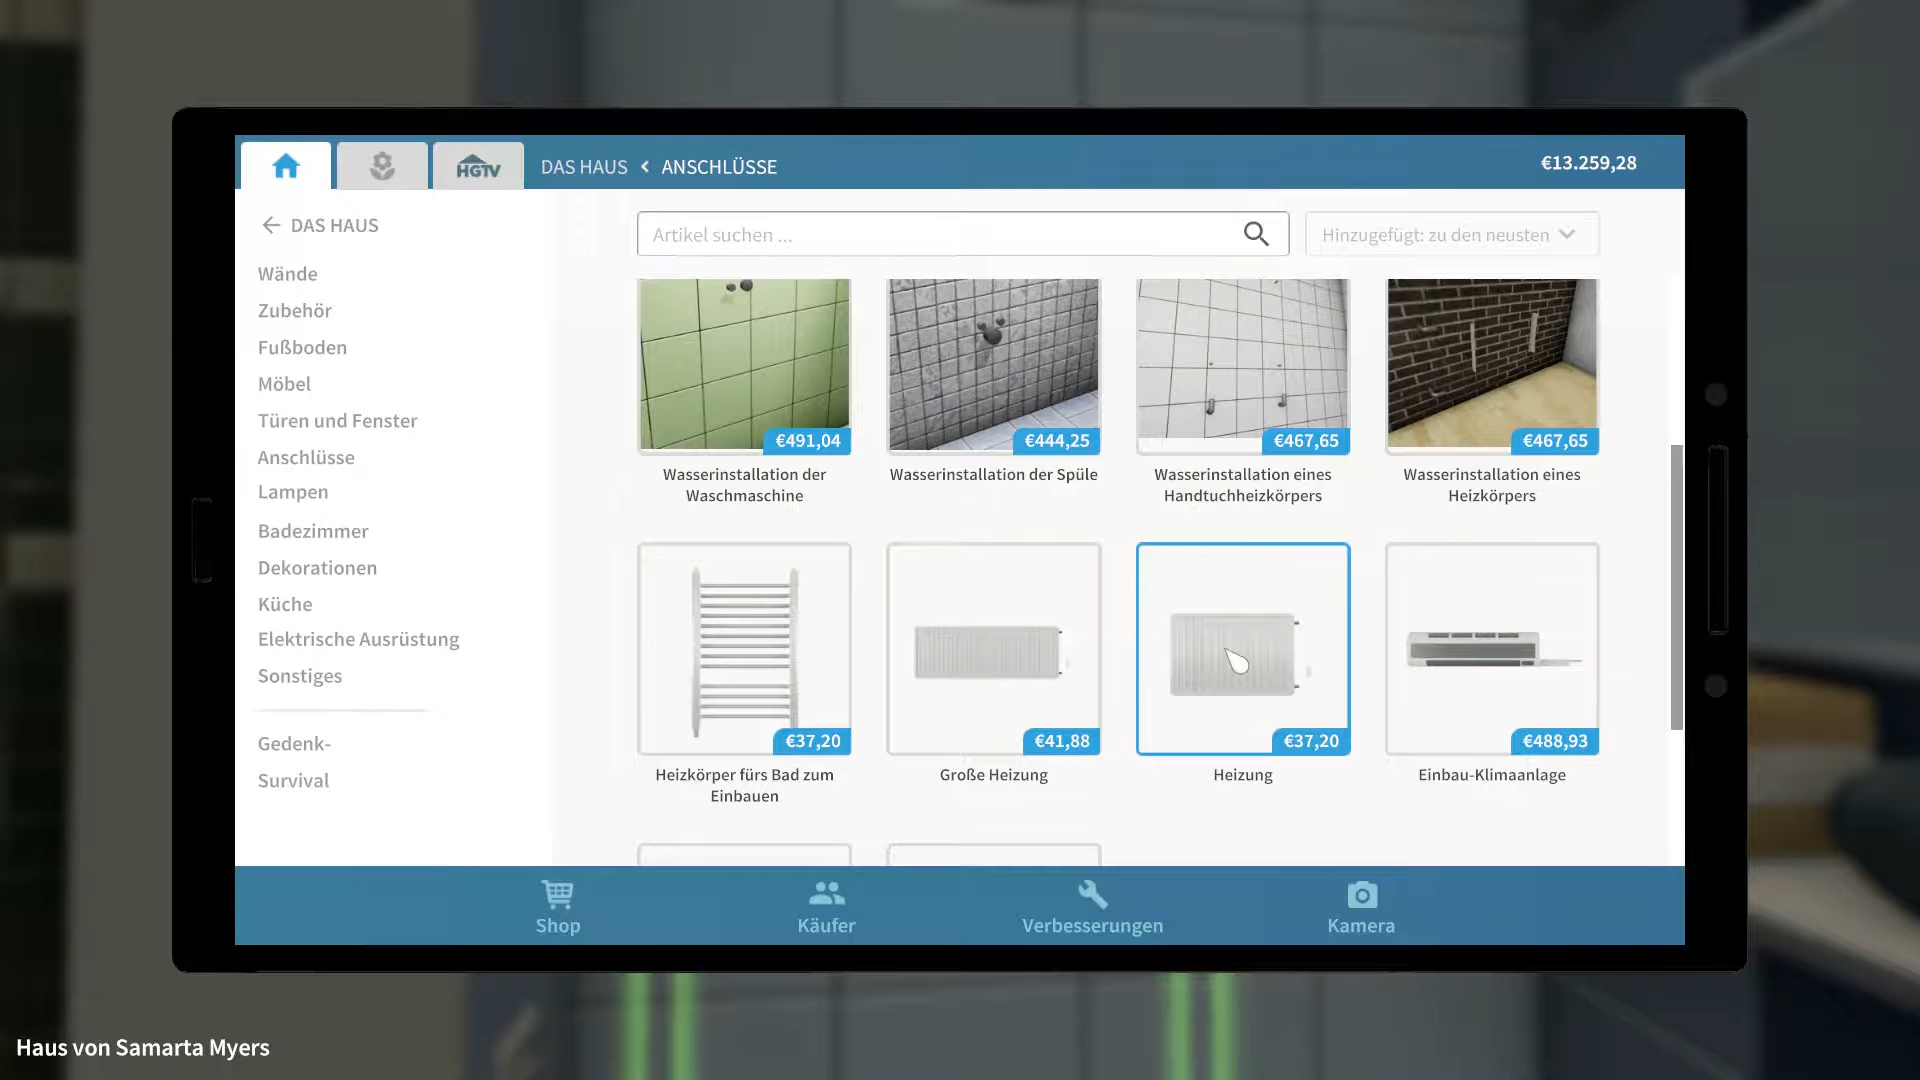 HGTV
DAS HAUS < ANSCHLÜSSE
€13.259,28
DAS HAUS
Artikel suchen ...
Hinzugefügt: zu den neusten
Wände
Zubehör
Fußboden
Möbel
Türen und Fenster
Anschlüsse
Lampen
Badezimmer
Dekorationen
Küche
Elektrische Ausrüstung
Sonstiges
Gedenk-
Survival
€491,04
€444,25
€467,65
€467,65
Wasserinstallation der
Waschmaschine
Wasserinstallation der Spüle
Wasserinstallation eines
Handtuchheizkörpers
Wasserinstallation eines
Heizkörpers
€37,20
€41,88
€37,20
€488,93
Heizkörper fürs Bad zum
Einbauen
Große Heizung
Heizung
Einbau-Klimaanlage
Shop
Käufer
Verbesserungen
Kamera
Haus von Samarta Myers